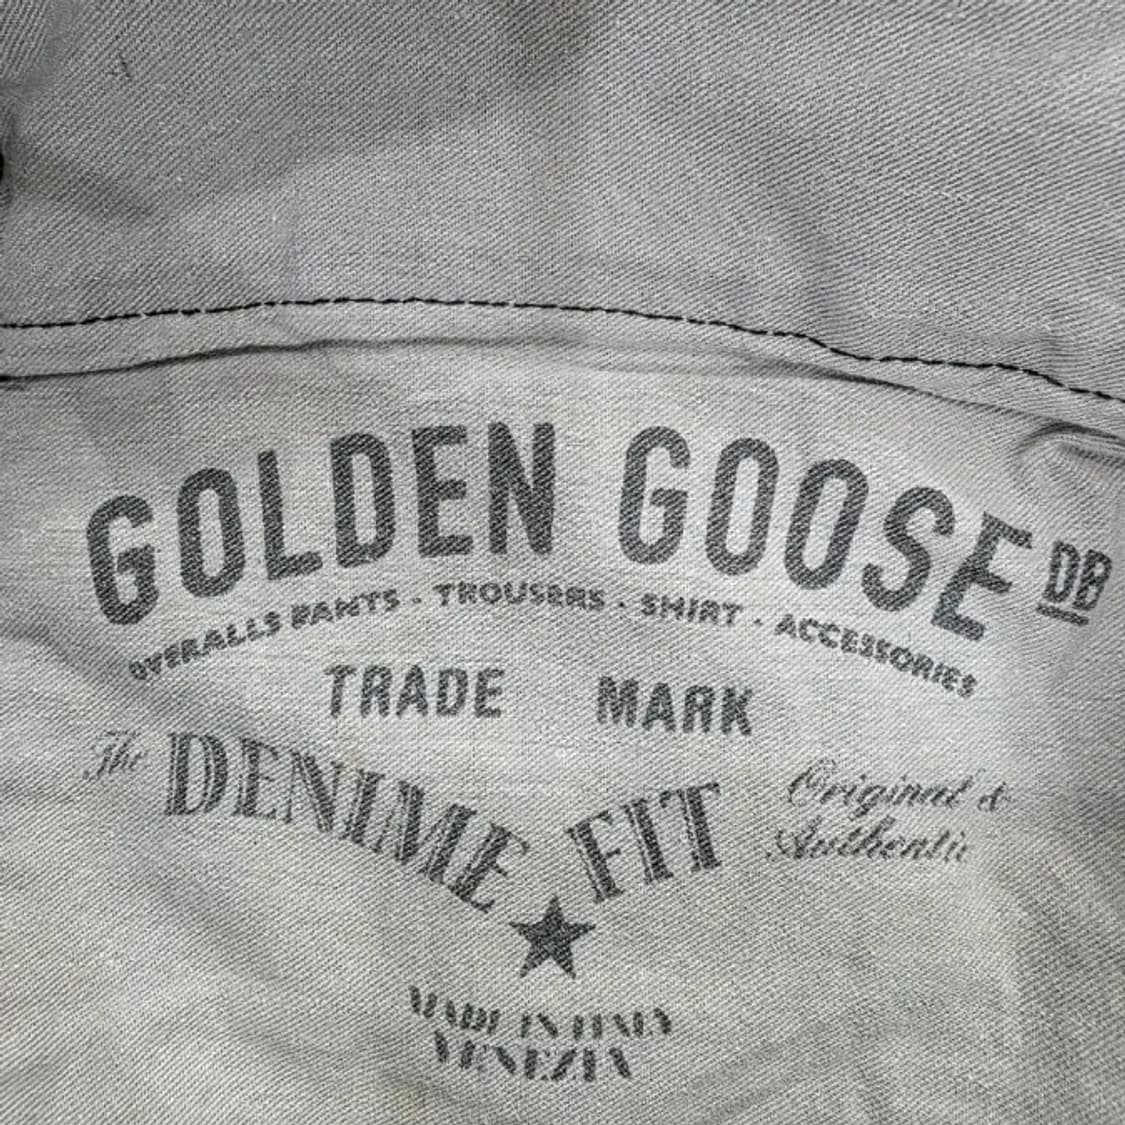 GOLDEN GOOSE DB
OVERALLS PANTS · TROUSERS · SHIRT · ACCESSORIES
TRADE MARK
The DENIME FIT Original &
Authentic
MADE IN ITALY
VENEZIA